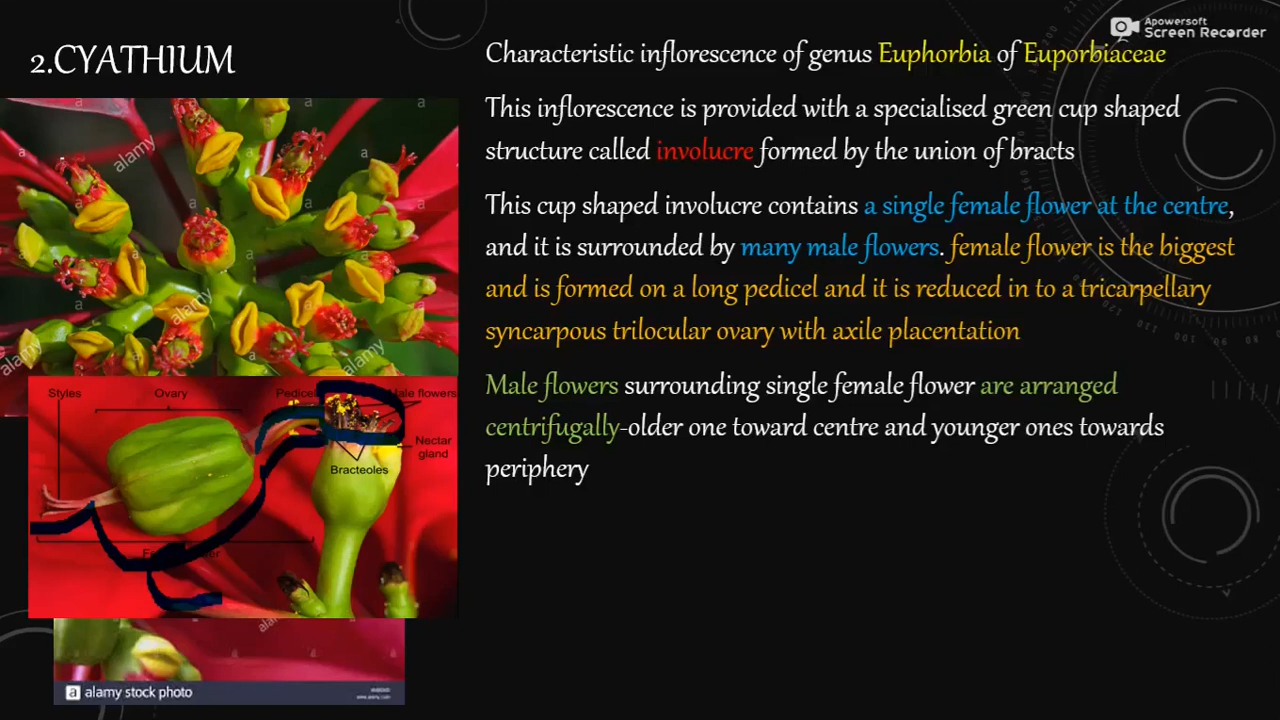 Apowersoft
Screen Recorder
2.CYATHIUM
Characteristic inflorescence of genus Euphorbia of Euporbiaceae
This inflorescence is provided with a specialised green cup shaped
structure called involucre formed by the union of bracts
This cup shaped involucre contains a single female flower at the centre,
and it is surrounded by many male flowers. female flower is the biggest
and is formed on a long pedicel and it is reduced in to a tricarpellary
syncarpous trilocular ovary with axile placentation
Male flowers surrounding single female flower are arranged
centrifugally-older one toward centre and younger ones towards
periphery
alamy
alamy
alamy
alamy
Styles
Ovary
Pedicel
Male flowers
Nectar
gland
Bracteoles
a alamy stock photo